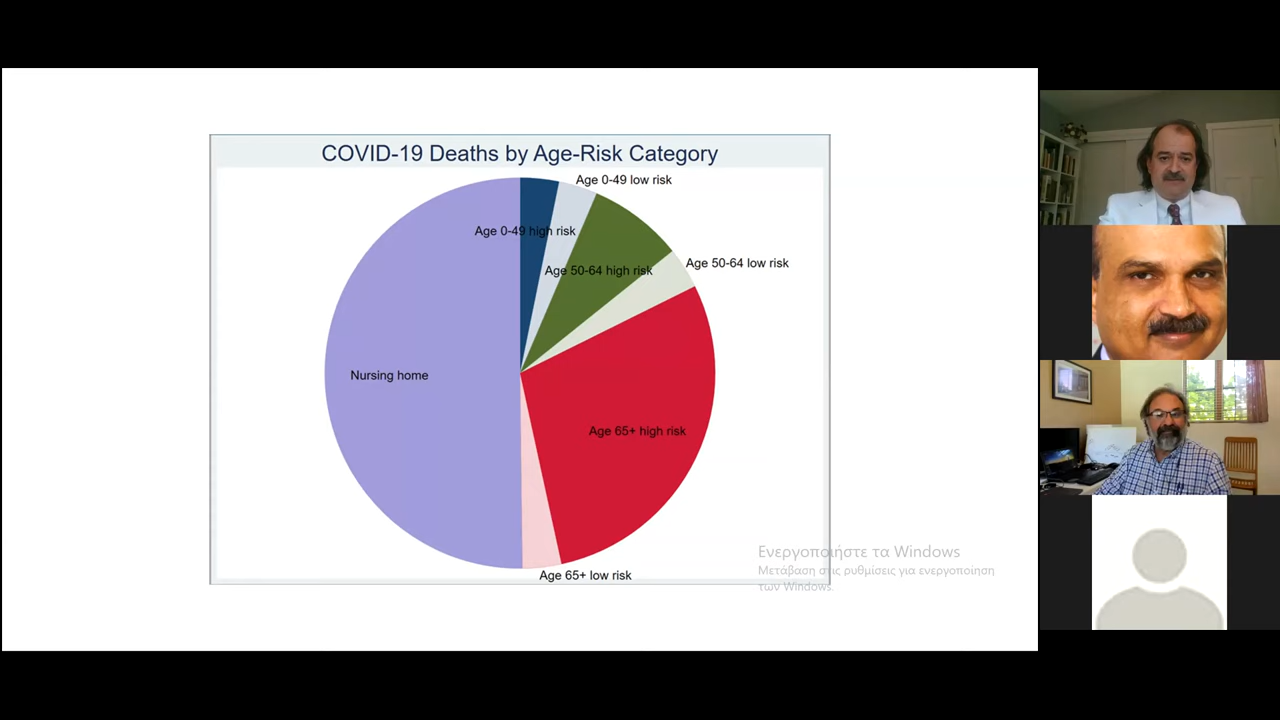 COVID-19 Deaths by Age-Risk Category
Age 0-49 low risk
Age 0-49 high risk
Age 50-64 low risk
Age 50-64 high risk
Nursing home
Age 65+ high risk
Age 65+ low risk
Ενεργοποιήστε τα Windows
Μετάβαση στις ρυθμίσεις για ενεργοποίηση
των Windows.